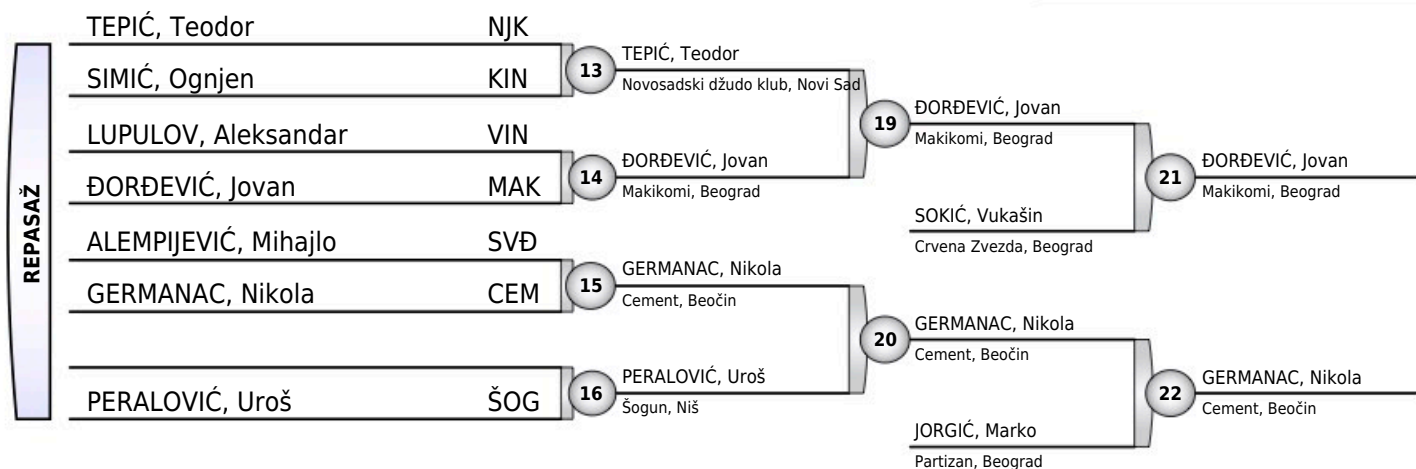 REPASAŽ
TEPIĆ, Teodor NJK
SIMIĆ, Ognjen KIN
LUPULOV, Aleksandar VIN
ĐORĐEVIĆ, Jovan MAK
ALEMPIJEVIĆ, Mihajlo SVĐ
GERMANAC, Nikola CEM
PERALOVIĆ, Uroš ŠOG
13
TEPIĆ, Teodor
Novosadski džudo klub, Novi Sad
14
ĐORĐEVIĆ, Jovan
Makikomi, Beograd
15
GERMANAC, Nikola
Cement, Beočin
16
PERALOVIĆ, Uroš
Šogun, Niš
19
ĐORĐEVIĆ, Jovan
Makikomi, Beograd
SOKIĆ, Vukašin
Crvena Zvezda, Beograd
20
GERMANAC, Nikola
Cement, Beočin
JORGIĆ, Marko
Partizan, Beograd
21
ĐORĐEVIĆ, Jovan
Makikomi, Beograd
22
GERMANAC, Nikola
Cement, Beočin